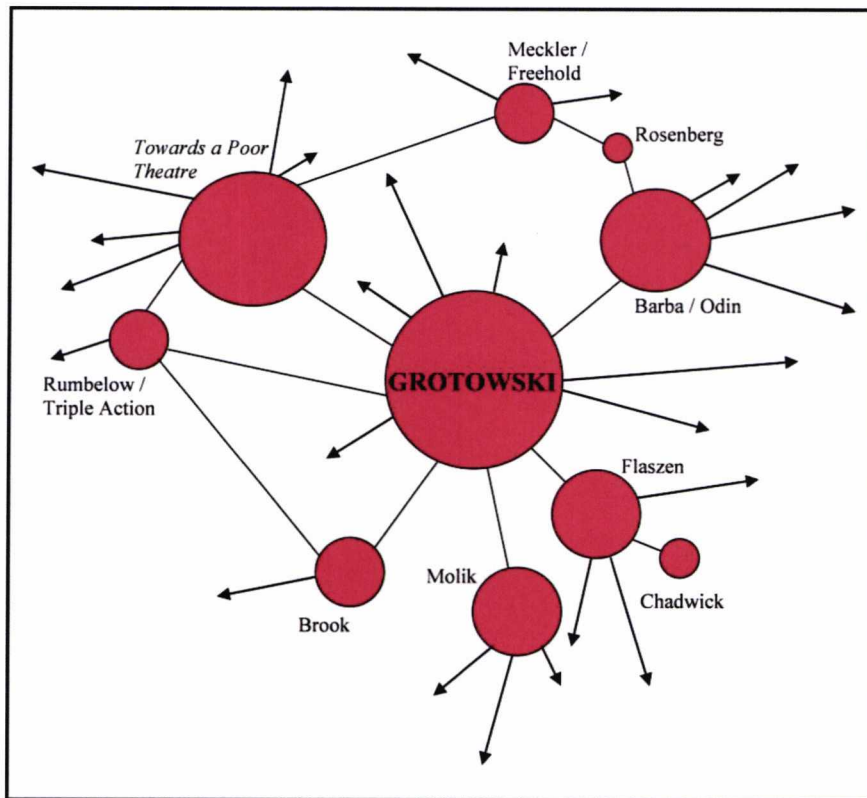 Meckler /
Freehold
Rosenberg
Towards a Poor
Theatre
Barba / Odin
GROTOWSKI
Rumbelow /
Triple Action
Flaszen
Molik
Chadwick
Brook